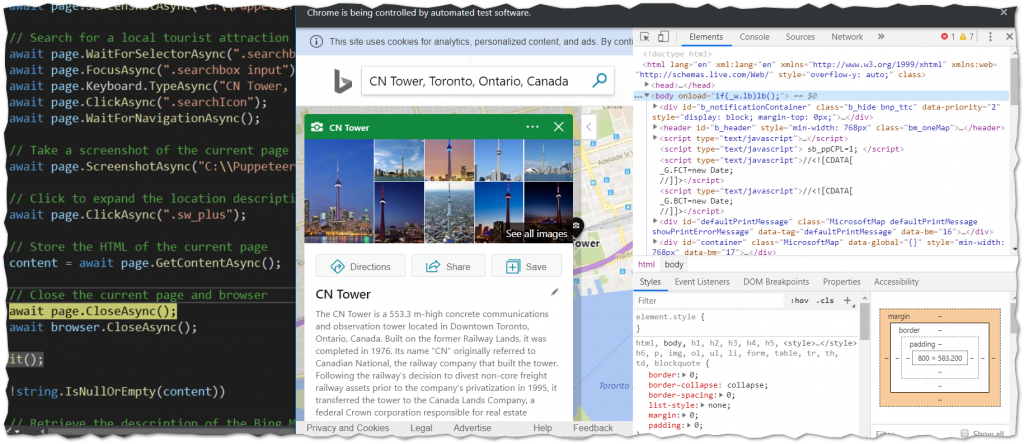 await page.ScreenshotAsync("C:\\Puppeteer
// Search for a local tourist attraction
await page.WaitForSelectorAsync(".searchb
await page.FocusAsync(".searchbox input")
await page.Keyboard.TypeAsync("CN Tower,
await page.ClickAsync(".searchIcon");
await page.WaitForNavigationAsync();
// Take a screenshot of the current page
await page.ScreenshotAsync("C:\\Puppeteer
// Click to expand the location descripti
await page.ClickAsync(".sw_plus");
// Store the HTML of the current page
content = await page.GetContentAsync();
// Close the current page and browser
await page.CloseAsync();
await browser.CloseAsync();
it();
!string.IsNullOrEmpty(content))
// Retrieve the description of the Bing M
Chrome is being controlled by automated test software.
This site uses cookies for analytics, personalized content, and ads. By conti
CN Tower, Toronto, Ontario, Canada
CN Tower
See all images
Adelaide St
Tower
Directions
Share
Save
CN Tower
The CN Tower is a 553.3 m-high concrete communications
and observation tower located in Downtown Toronto,
Ontario, Canada. Built on the former Railway Lands, it was
completed in 1976. Its name "CN" originally referred to
Canadian National, the railway company that built the tower.
Following the railway's decision to divest non-core freight
railway assets prior to the company's privatization in 1995, it
transferred the tower to the Canada Lands Company, a
federal Crown corporation responsible for real estate
Toronto
Privacy and Cookies Legal Advertise Help Feedback
Elements Console Sources Network » 1 7
<!doctype html>
<html lang="en" xml:lang="en" xmlns="http://www.w3.org/1999/xhtml" xmlns:web=
"http://schemas.live.com/Web/" style="overflow-y: auto;" class>
<head>…</head>
<body onload="if(_w.lb)lb();"> == $0
<div id="b_notificationContainer" class="b_hide bnp_ttc" data-priority="2"
style="display: block; margin-top: 0px;">…</div>
<header id="b_header" style="min-width: 768px" class="bm_oneMap">…</header>
<script type="text/javascript">…</script>
<script type="text/javascript"> sb_ppCPL=1; </script>
<script type="text/javascript">//<![CDATA[
_G.FCT=new Date;
//]]></script>
<script type="text/javascript">//<![CDATA[
_G.BCT=new Date;
//]]></script>
<div id="defaultPrintMessage" class="MicrosoftMap defaultPrintMessage
showPrintErrorMessage" data-tag="defaultPrintMessage" data-bm="16">…</div>
<div id="container" class="MicrosoftMap" data-global="{}" style="min-width:
768px" data-bm="17">…</div>
html body
Styles Event Listeners DOM Breakpoints Properties Accessibility
Filter :hov .cls +
element.style {
}
html, body, h1, h2, h3, h4, h5, <style>…</style>
h6, p, img, ol, ul, li, form, table, tr, th,
td, blockquote {
border: 0;
border-collapse: collapse;
border-spacing: 0;
list-style: none;
margin: 0;
padding: 0;
margin –
border –
padding –
– – – 800 × 583.200 – – –
–
–
–
Filter Show all